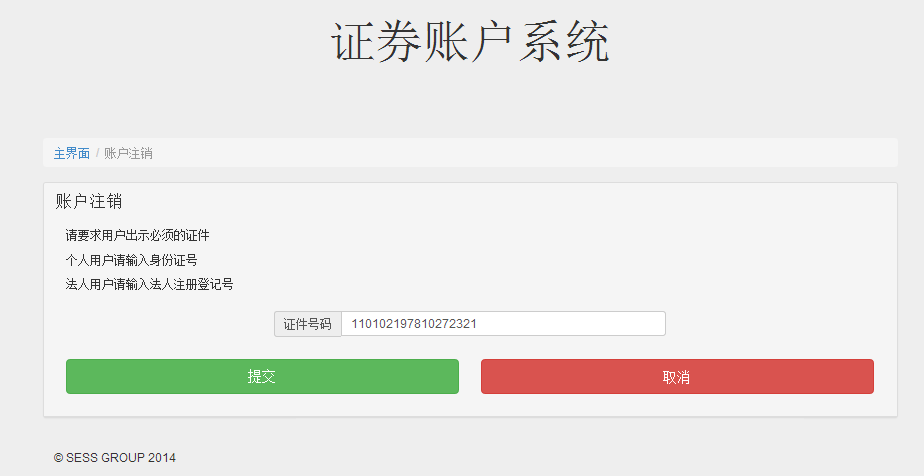 证券账户系统
主界面 / 账户注销
账户注销
请要求用户出示必须的证件
个人用户请输入身份证号
法人用户请输入法人注册登记号
证件号码 110102197810272321
提交 取消
© SESS GROUP 2014